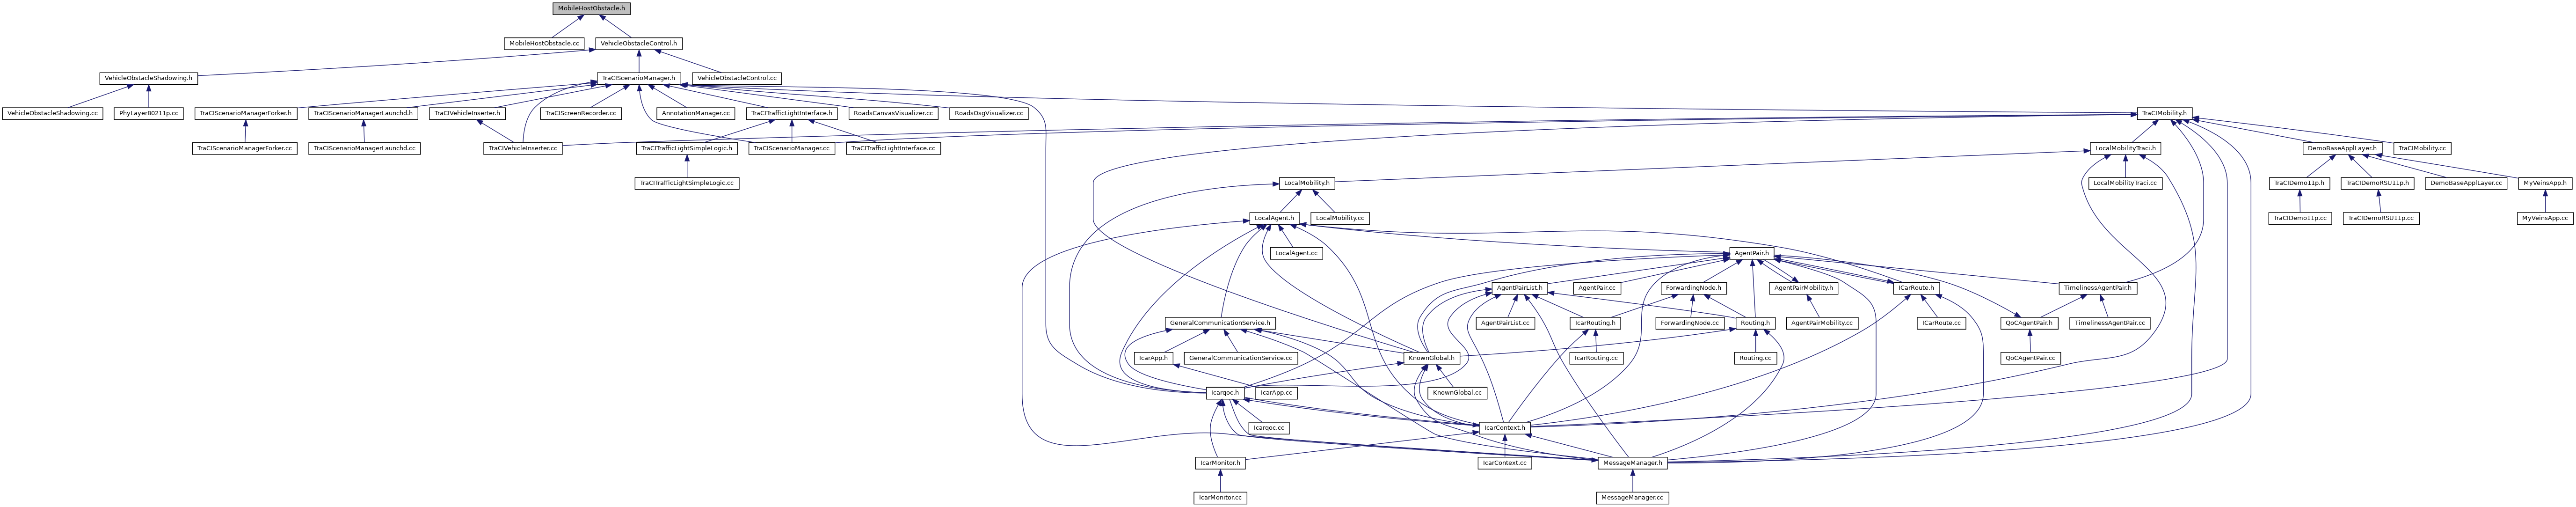 MobileHostObstacle.h
MobileHostObstacle.cc
VehicleObstacleControl.h
VehicleObstacleShadowing.h
TraCIScenarioManager.h
VehicleObstacleControl.cc
VehicleObstacleShadowing.cc
PhyLayer80211p.cc
TraCIScenarioManagerForker.h
TraCIScenarioManagerLaunchd.h
TraCIVehicleInserter.h
TraCIScreenRecorder.cc
AnnotationManager.cc
TraCITrafficLightInterface.h
RoadsCanvasVisualizer.cc
RoadsOsgVisualizer.cc
TraCIMobility.h
TraCIScenarioManagerForker.cc
TraCIScenarioManagerLaunchd.cc
TraCIVehicleInserter.cc
TraCITrafficLightSimpleLogic.h
TraCIScenarioManager.cc
TraCITrafficLightInterface.cc
LocalMobilityTraci.h
DemoBaseApplLayer.h
TraCIMobility.cc
TraCITrafficLightSimpleLogic.cc
LocalMobility.h
LocalMobilityTraci.cc
TraCIDemo11p.h
TraCIDemoRSU11p.h
DemoBaseApplLayer.cc
MyVeinsApp.h
LocalAgent.h
LocalMobility.cc
TraCIDemo11p.cc
TraCIDemoRSU11p.cc
MyVeinsApp.cc
LocalAgent.cc
AgentPair.h
AgentPairList.h
AgentPair.cc
ForwardingNode.h
AgentPairMobility.h
ICarRoute.h
TimelinessAgentPair.h
GeneralCommunicationService.h
AgentPairList.cc
IcarRouting.h
ForwardingNode.cc
Routing.h
AgentPairMobility.cc
ICarRoute.cc
QoCAgentPair.h
TimelinessAgentPair.cc
IcarApp.h
GeneralCommunicationService.cc
KnownGlobal.h
IcarRouting.cc
Routing.cc
QoCAgentPair.cc
Icarqoc.h
IcarApp.cc
KnownGlobal.cc
Icarqoc.cc
IcarContext.h
IcarMonitor.h
IcarContext.cc
MessageManager.h
IcarMonitor.cc
MessageManager.cc